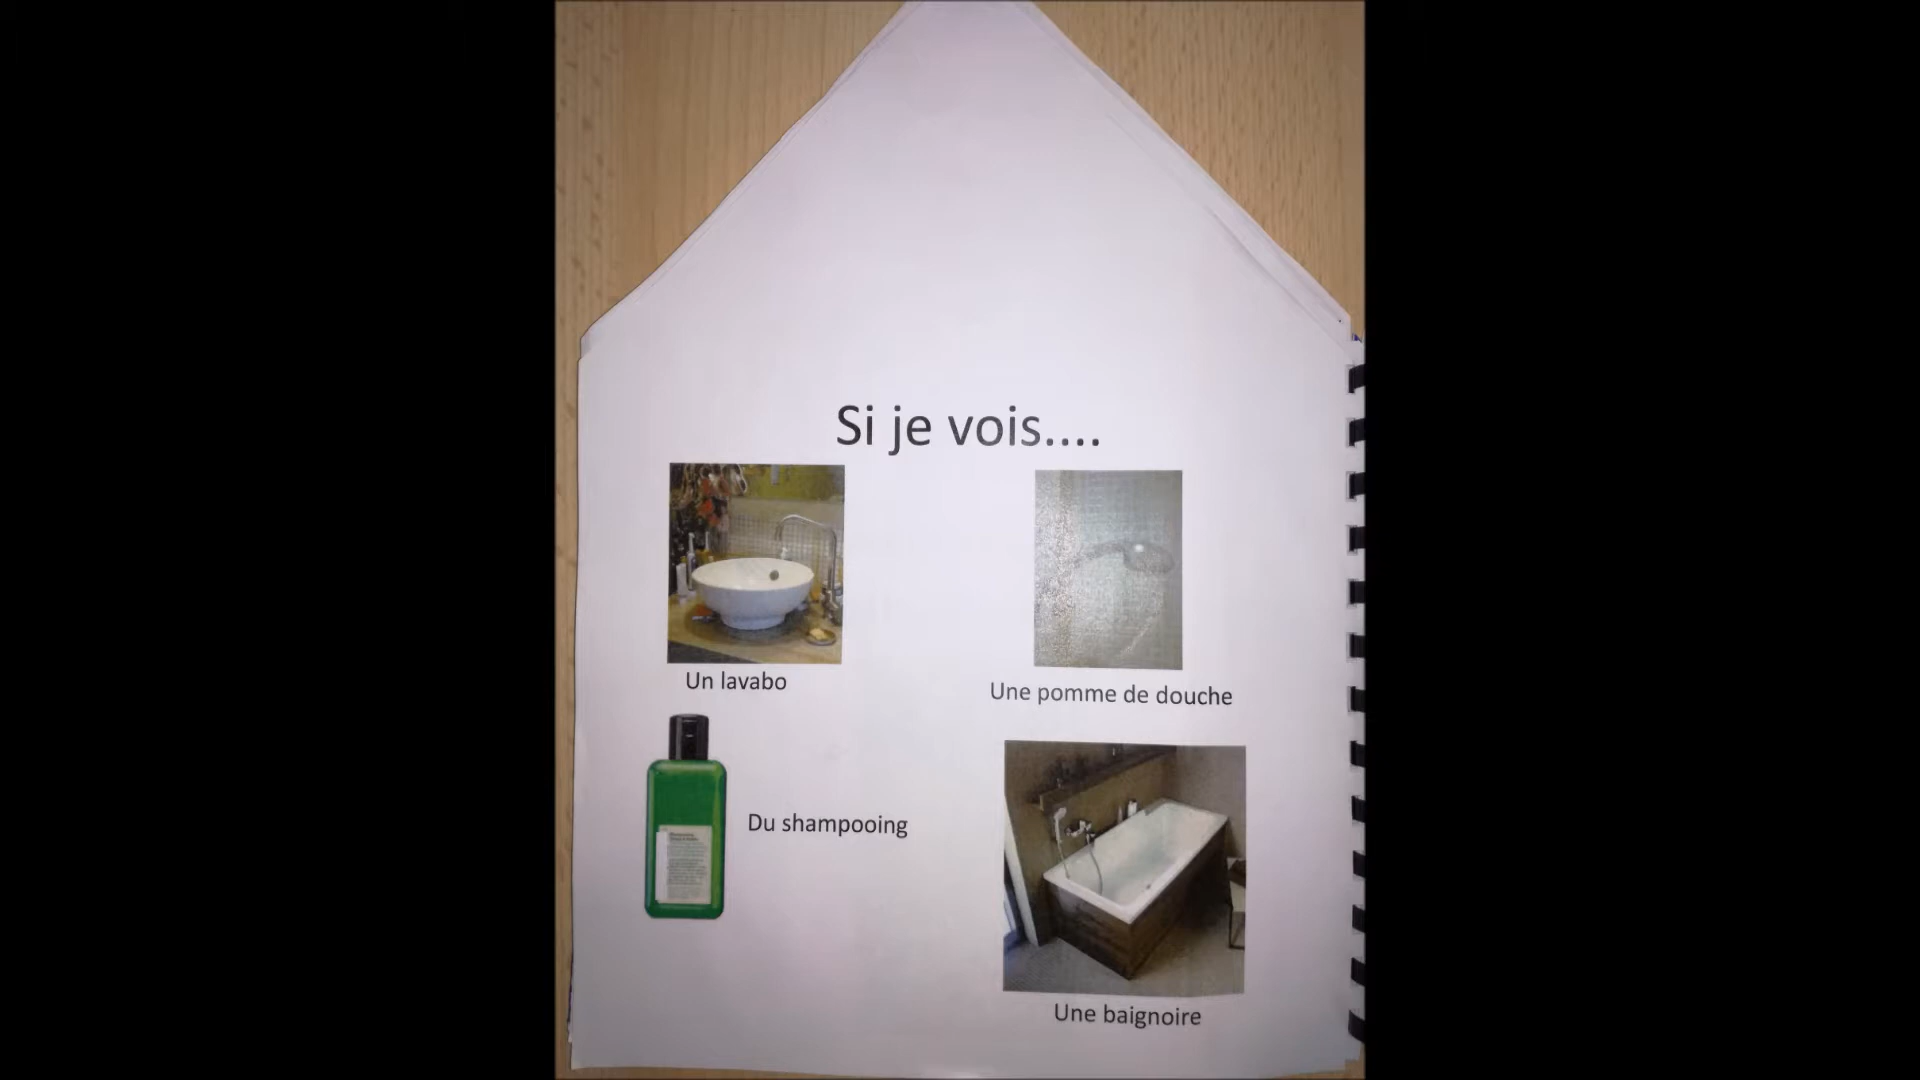 Si je vois....
Un lavabo
Une pomme de douche
Du shampooing
Une baignoire